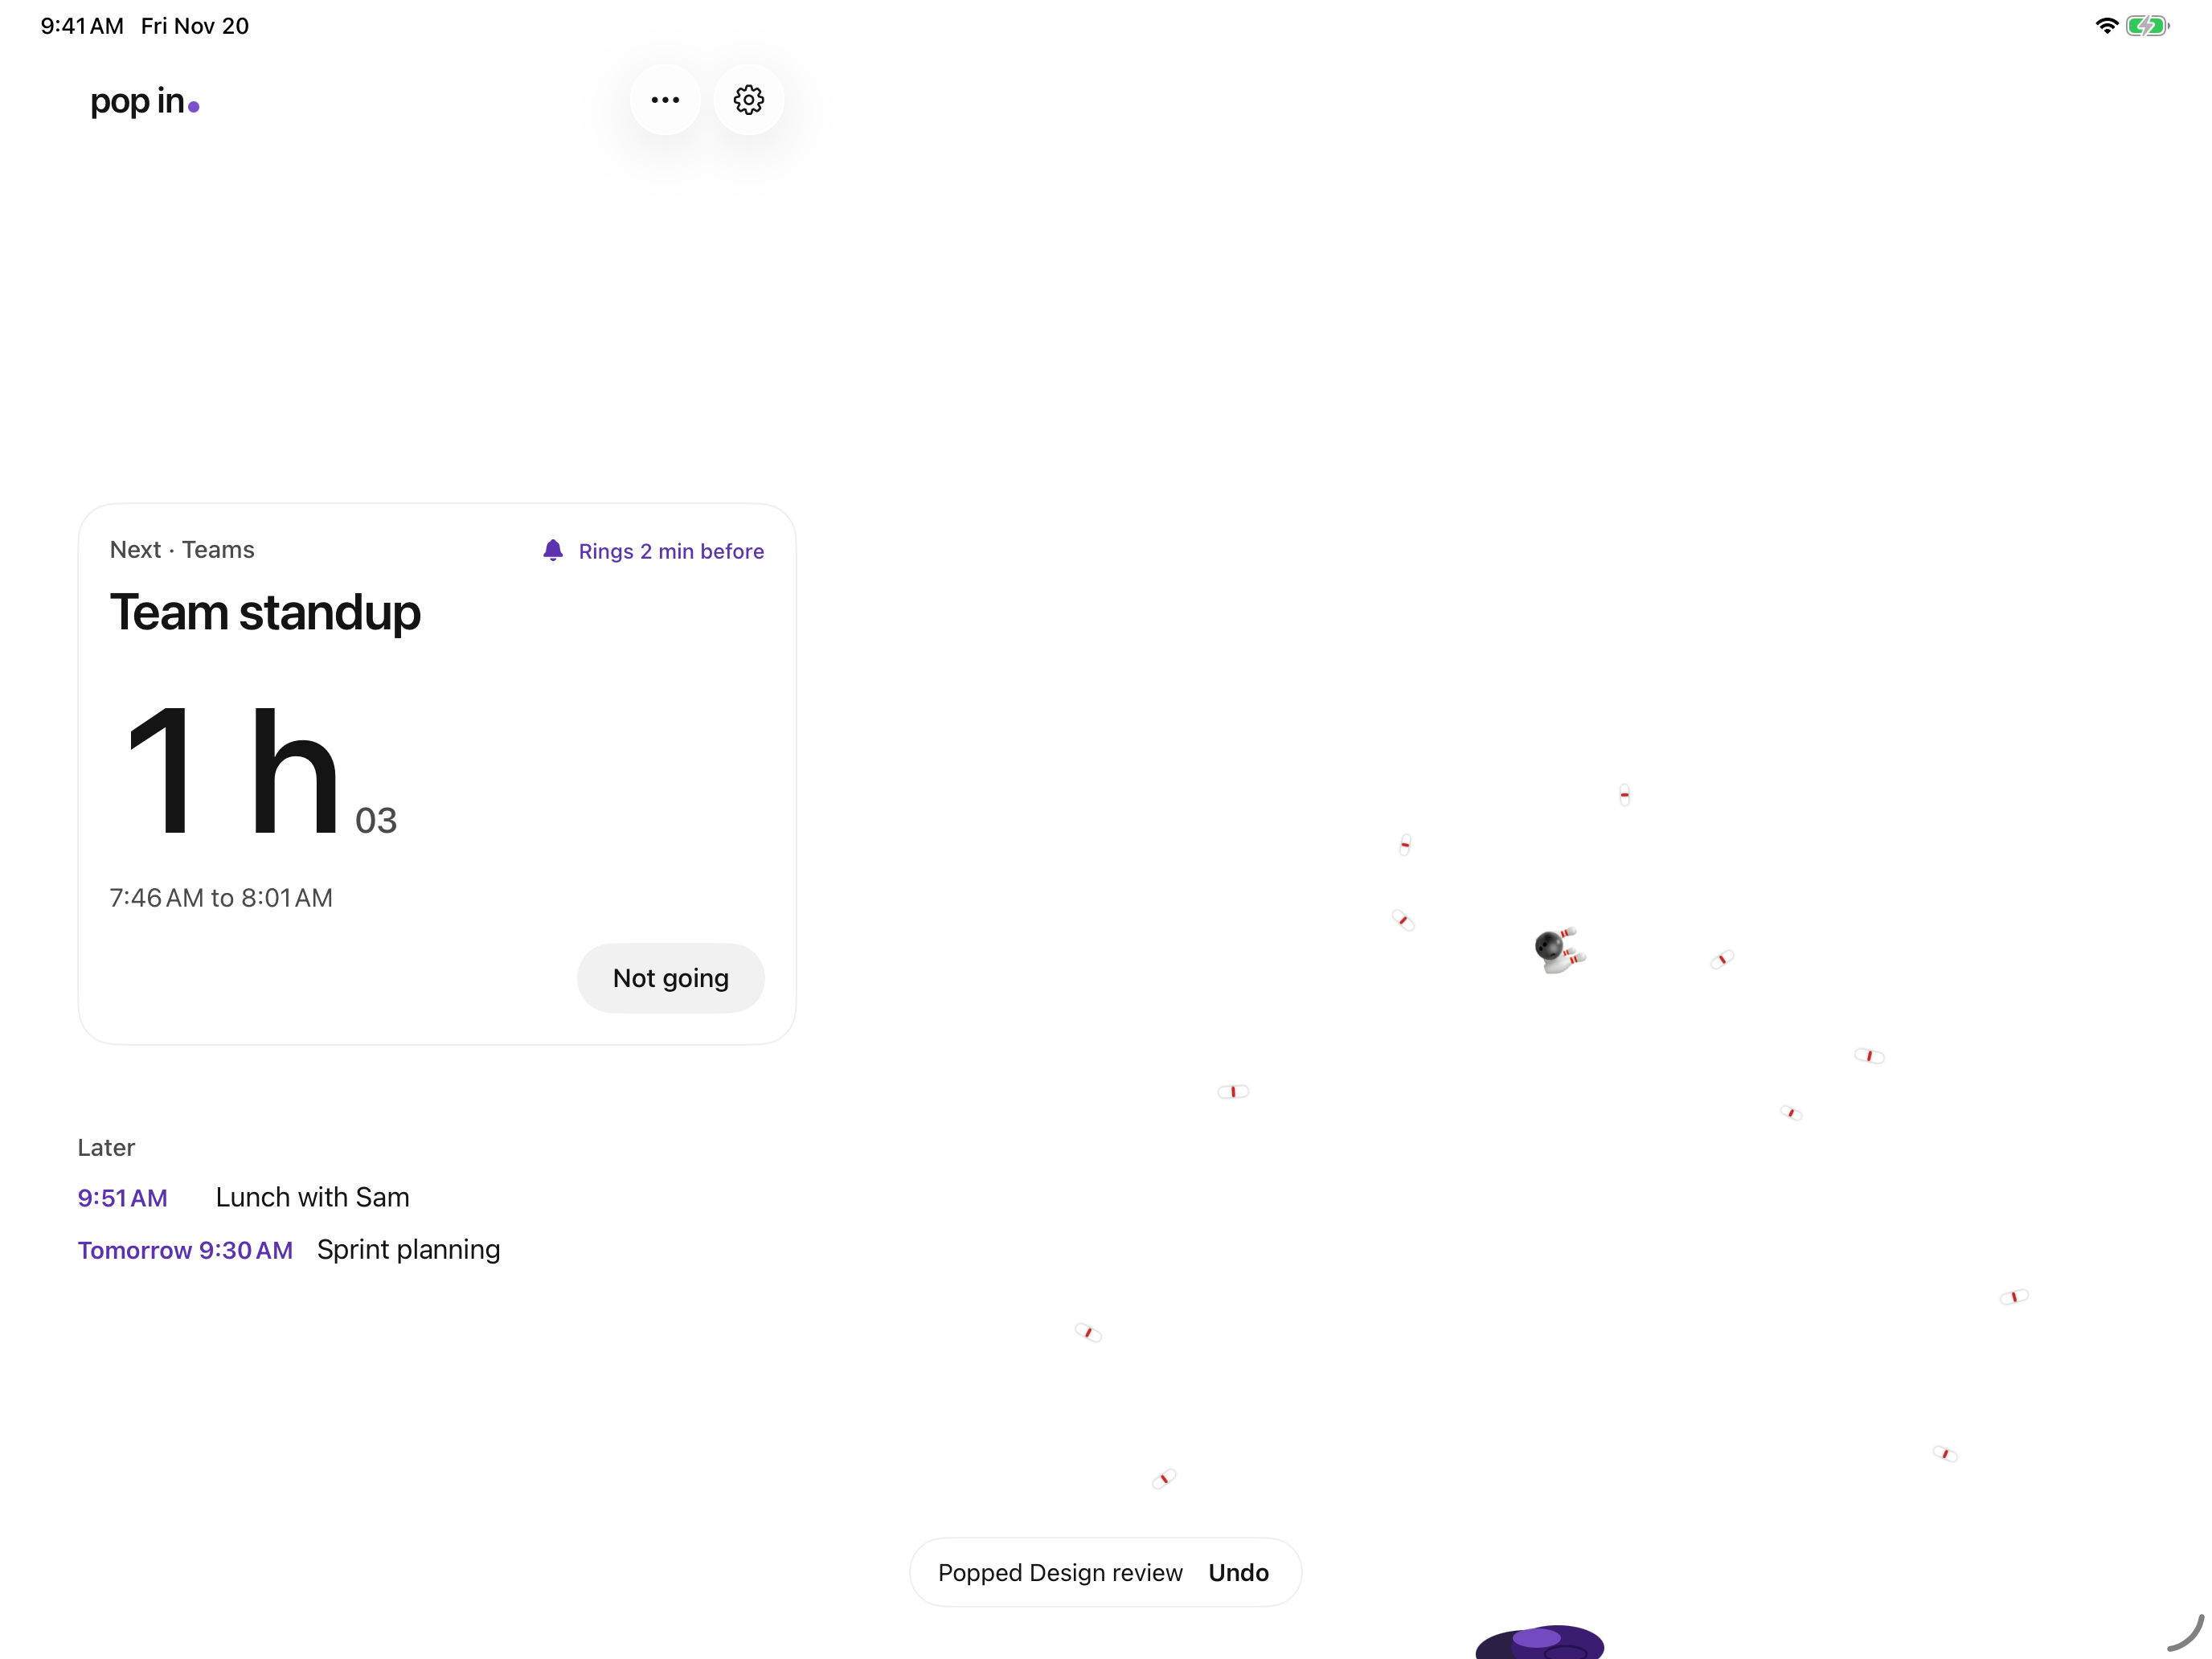 9:41 AM Fri Nov 20
pop in
Next · Teams
Rings 2 min before
Team standup
1 h 03
7:46 AM to 8:01 AM
Not going
Later
9:51 AM Lunch with Sam
Tomorrow 9:30 AM Sprint planning
Popped Design review Undo